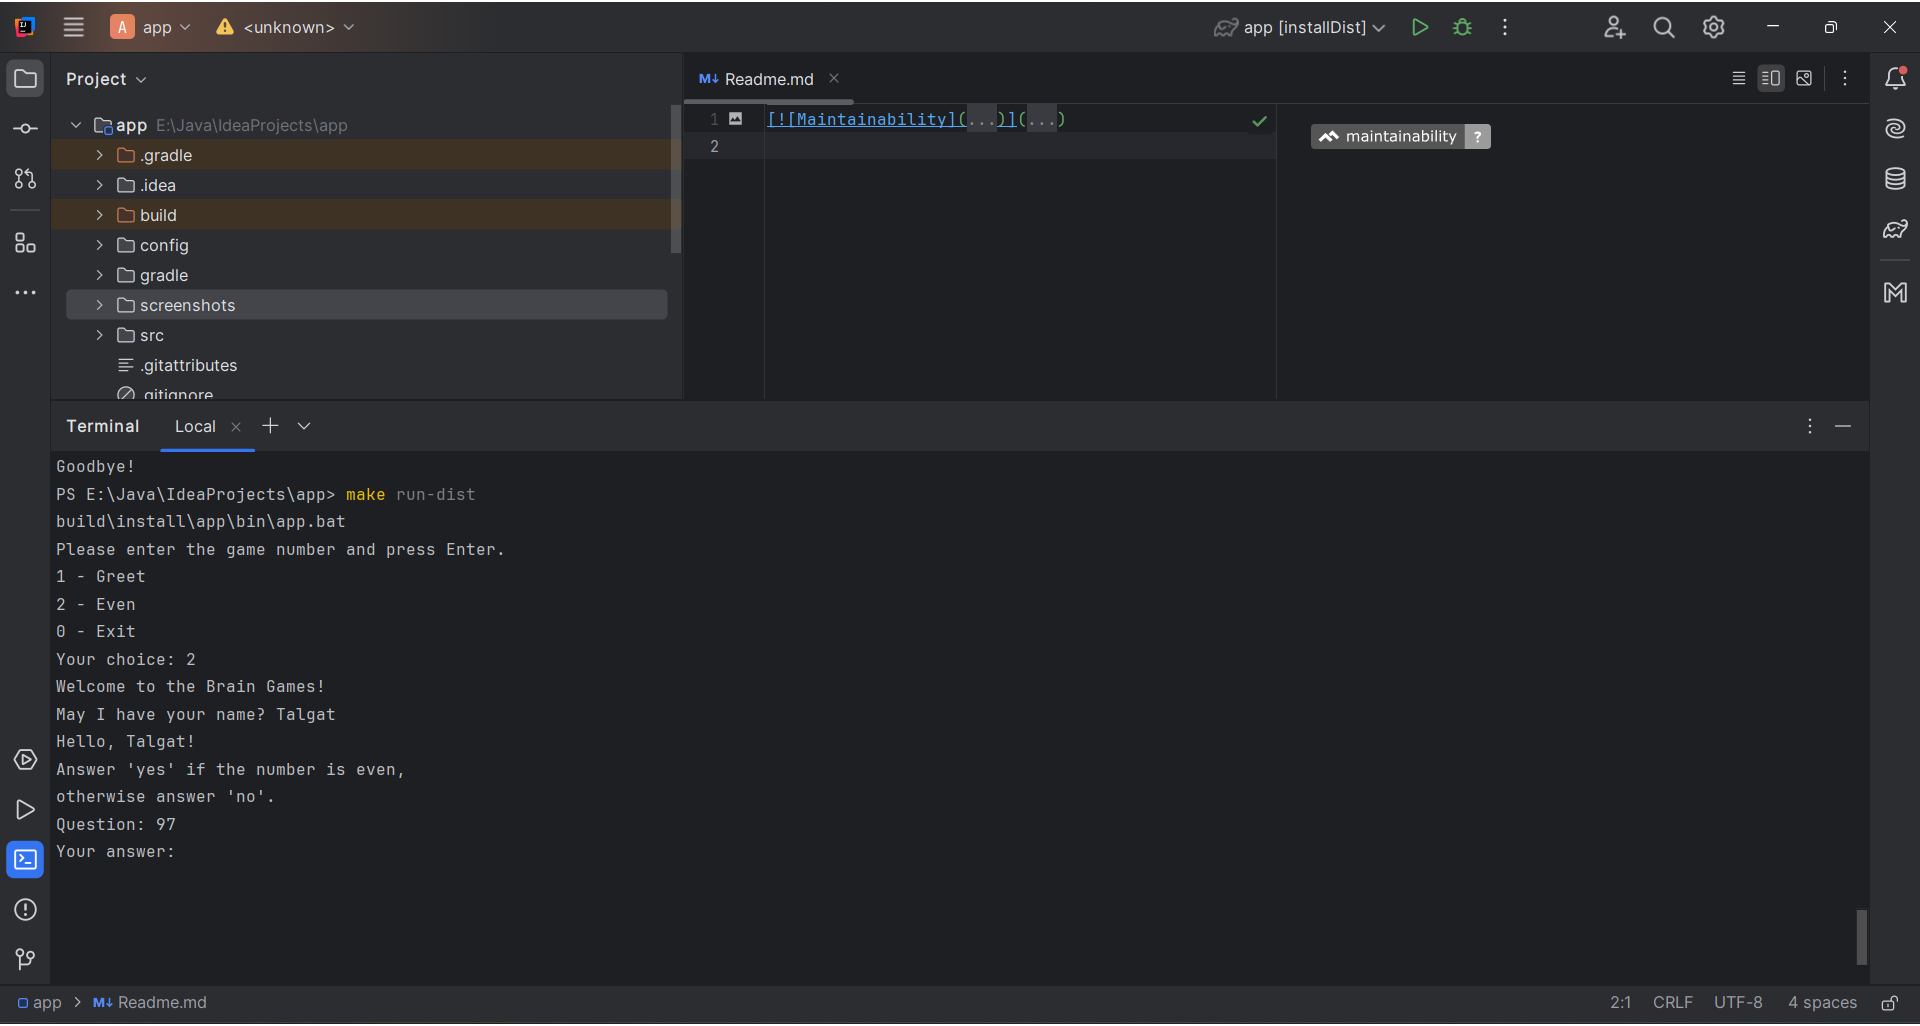 A app <unknown> app [installDist]
Project
Readme.md
app E:\Java\IdeaProjects\app
.gradle
.idea
build
config
gradle
screenshots
src
.gitattributes
.gitignore
1 [![Maintainability](...)](...)
2
maintainability ?
Terminal Local
Goodbye!
PS E:\Java\IdeaProjects\app> make run-dist
build\install\app\bin\app.bat
Please enter the game number and press Enter.
1 - Greet
2 - Even
0 - Exit
Your choice: 2
Welcome to the Brain Games!
May I have your name? Talgat
Hello, Talgat!
Answer 'yes' if the number is even,
otherwise answer 'no'.
Question: 97
Your answer:
app > M↓ Readme.md 2:1 CRLF UTF-8 4 spaces